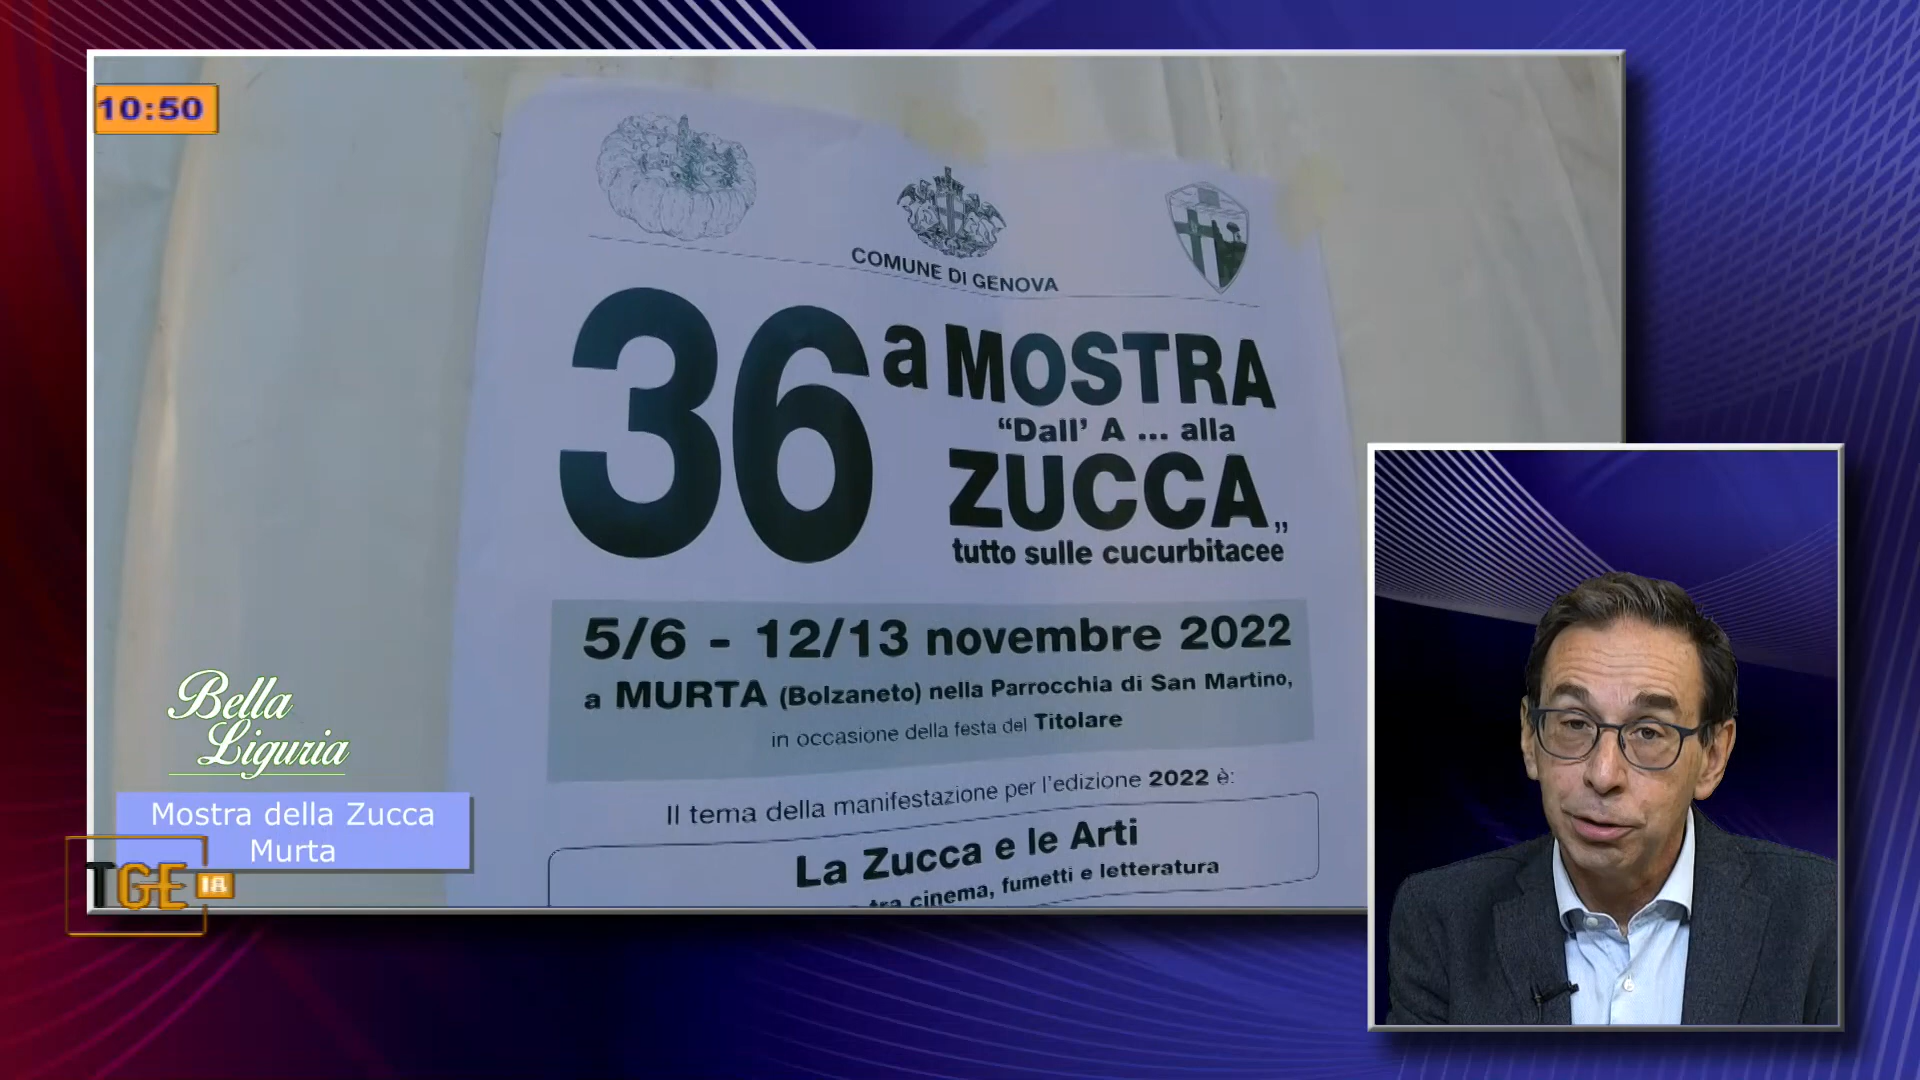 10:50
COMUNE DI GENOVA
36a MOSTRA
“Dall’ A ... alla
ZUCCA„
tutto sulle cucurbitacee
5/6 - 12/13 novembre 2022
a MURTA (Bolzaneto) nella Parrocchia di San Martino,
in occasione della festa del Titolare
Il tema della manifestazione per l’edizione 2022 è:
La Zucca e le Arti
tra cinema, fumetti e letteratura
Bella
Liguria
Mostra della Zucca
Murta
TGE 18